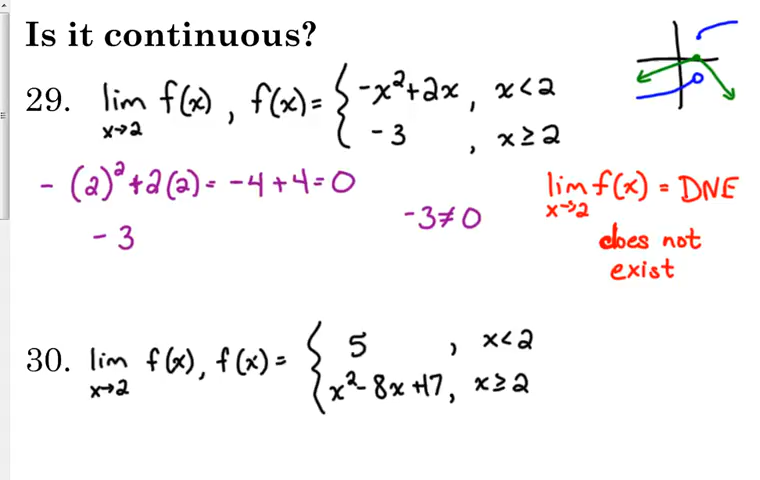 Is it continuous?
29. lim x→2 f(x), f(x) = { -x²+2x, x<2
-3, x≥2
-(2)²+2(2) = -4+4 = 0
-3
-3≠0
lim x→2 f(x) = DNE
does not
exist
30. lim x→2 f(x), f(x) = { 5, x<2
x²-8x+17, x≥2